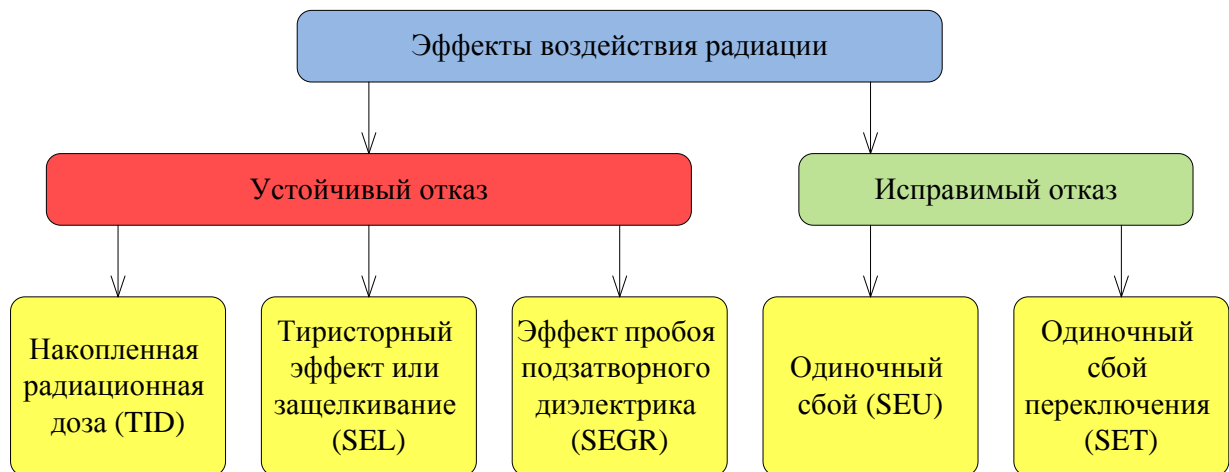 Эффекты воздействия радиации
Устойчивый отказ
Исправимый отказ
Накопленная
радиационная
доза (TID)
Тиристорный
эффект или
защелкивание
(SEL)
Эффект пробоя
подзатворного
диэлектрика
(SEGR)
Одиночный
сбой (SEU)
Одиночный
сбой
переключения
(SET)